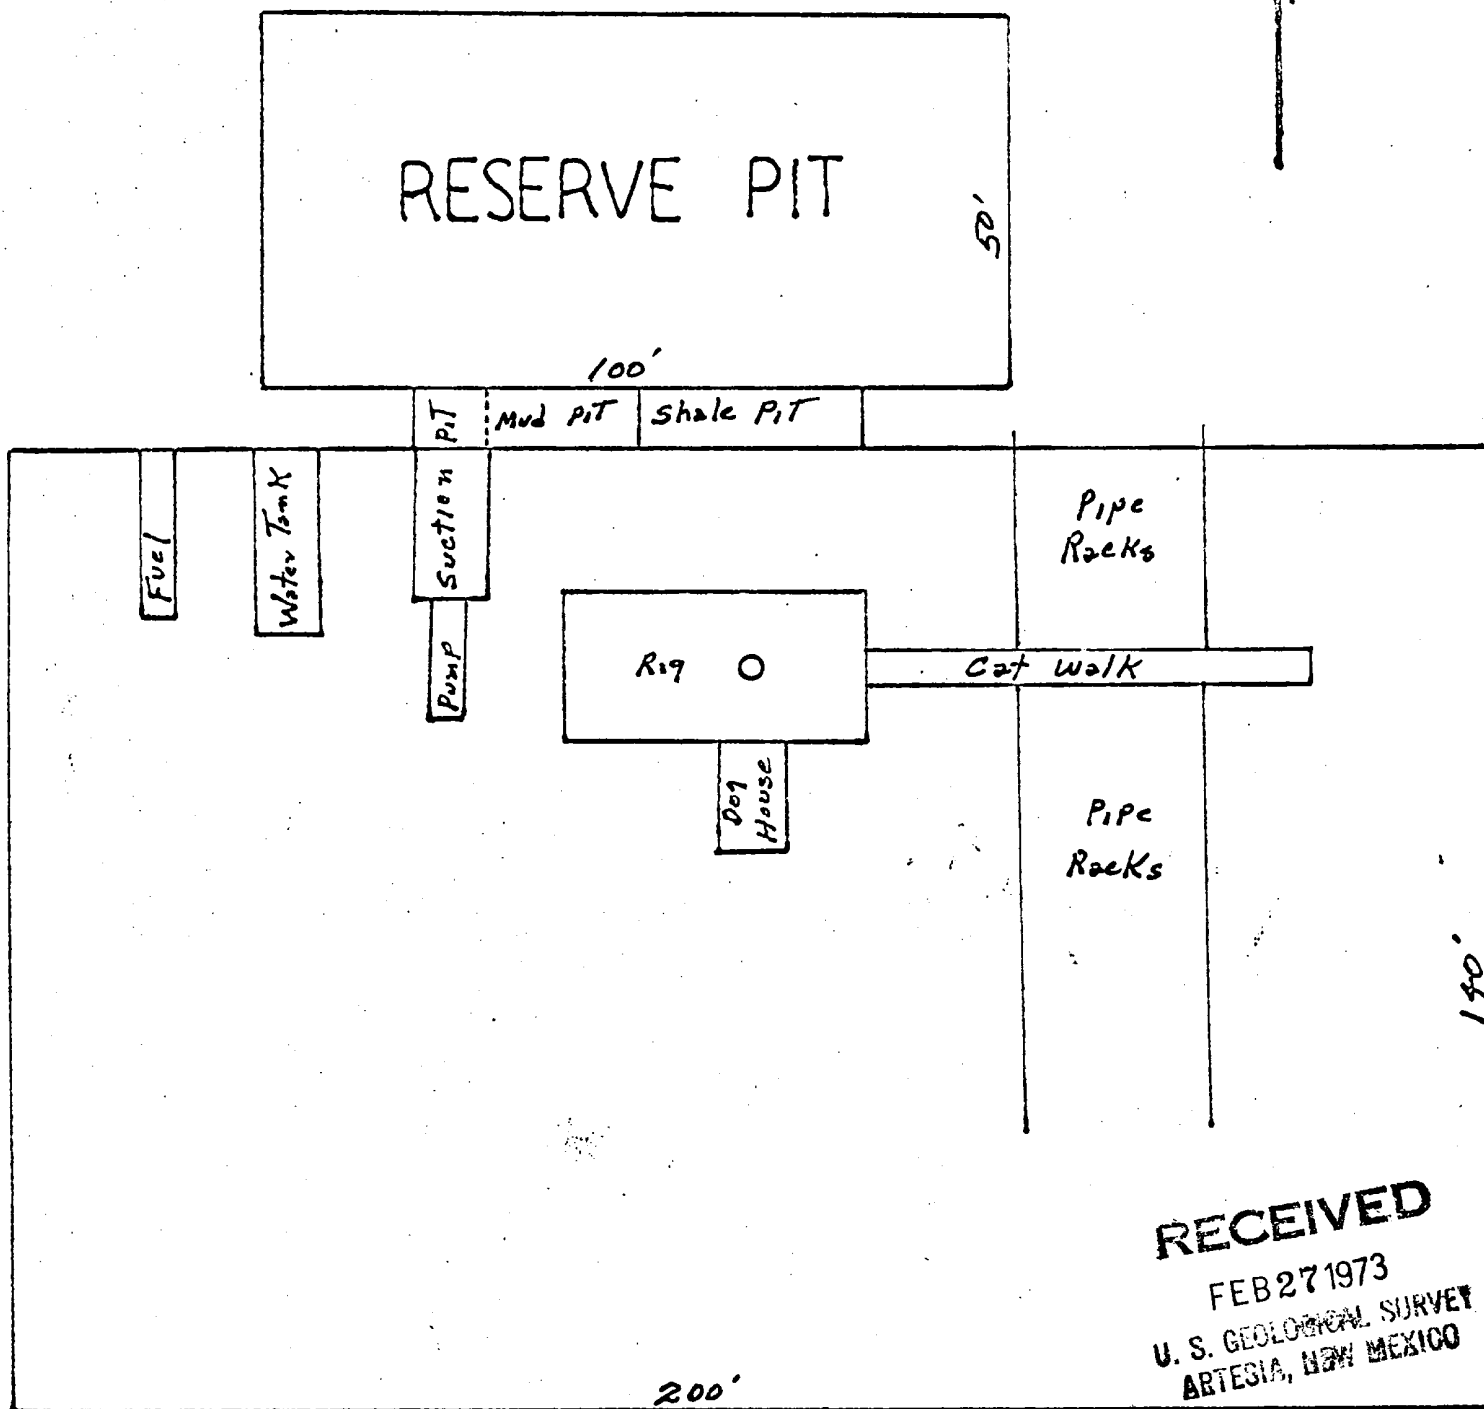 RESERVE PIT
50'
100'
PIT
Mud PIT
Shale PIT
Fuel
Water Tank
Suction
Pump
Rig
Cat Walk
Pipe
Racks
Dog
House
Pipe
Racks
140'
RECEIVED
FEB 27 1973
U. S. GEOLOGICAL SURVEY
ARTESIA, NEW MEXICO
200'